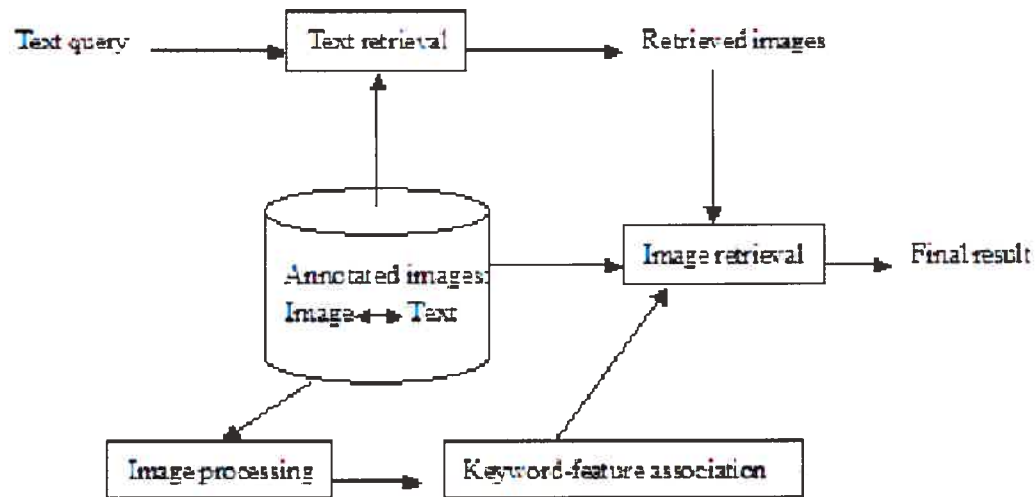 Text query
Text retrieval
Retrieved images
Annotated images:
Image Text
Image retrieval
Final result
Image processing
Keyword-feature association